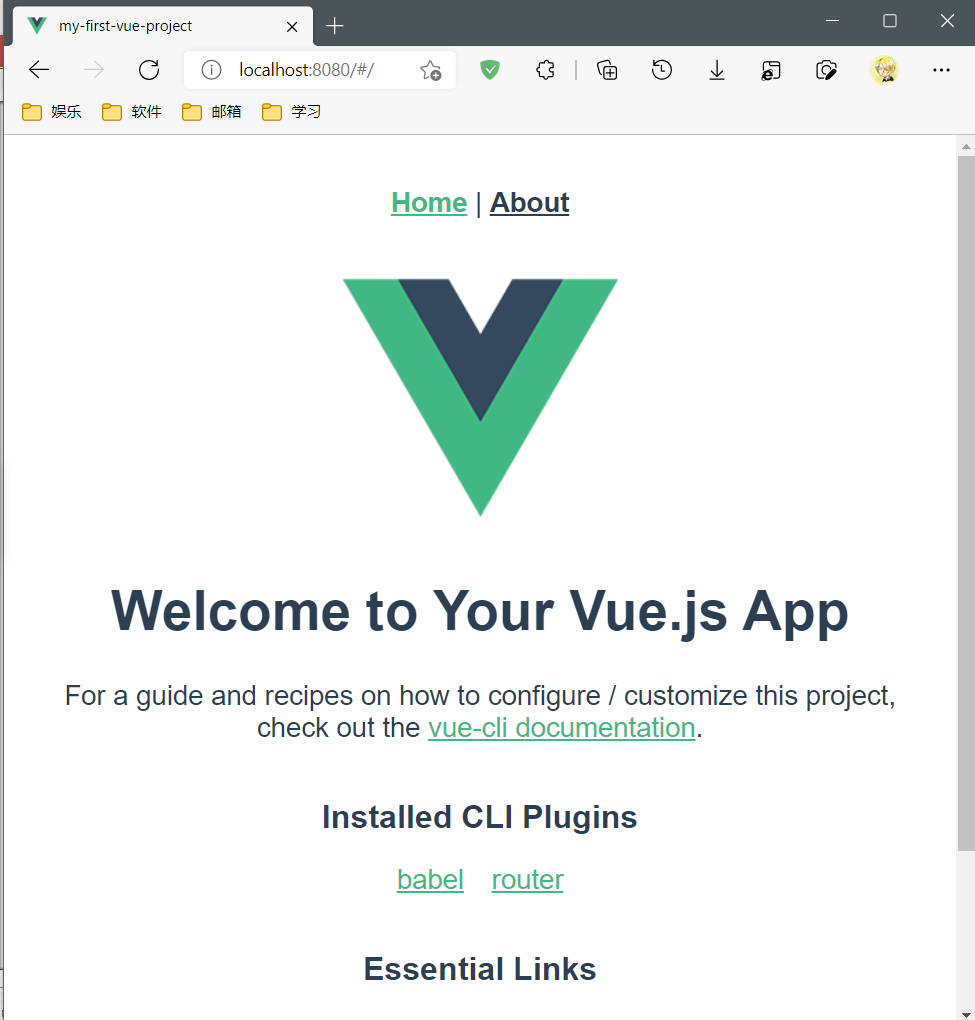 my-first-vue-project
localhost:8080/#/
娱乐 软件 邮箱 学习
Home | About
Welcome to Your Vue.js App
For a guide and recipes on how to configure / customize this project,
check out the vue-cli documentation.
Installed CLI Plugins
babel router
Essential Links